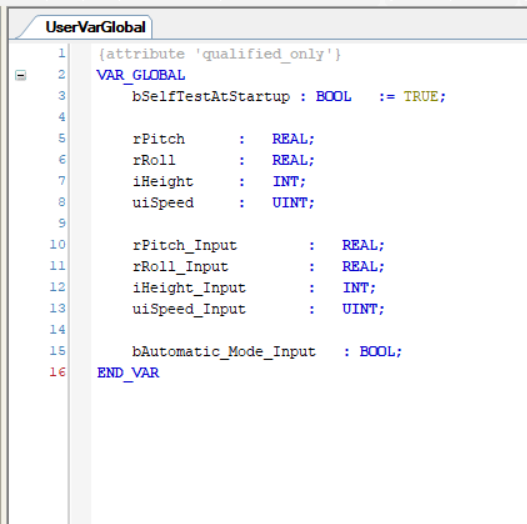 UserVarGlobal
1 {attribute 'qualified_only'}
2 VAR_GLOBAL
3 bSelfTestAtStartup : BOOL := TRUE;
4
5 rPitch : REAL;
6 rRoll : REAL;
7 iHeight : INT;
8 uiSpeed : UINT;
9
10 rPitch_Input : REAL;
11 rRoll_Input : REAL;
12 iHeight_Input : INT;
13 uiSpeed_Input : UINT;
14
15 bAutomatic_Mode_Input : BOOL;
16 END_VAR